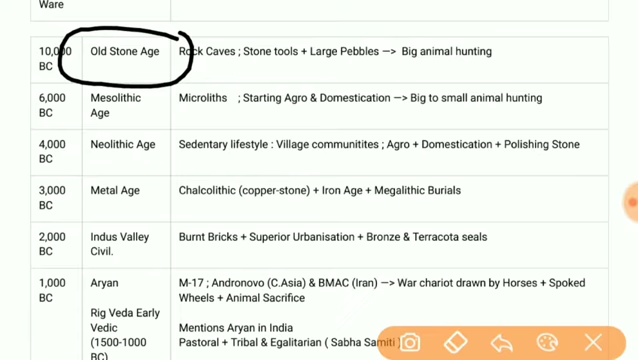 Ware
10,000 Old Stone Age Rock Caves ; Stone tools + Large Pebbles —> Big animal hunting
BC
6,000 Mesolithic Microliths ; Starting Agro & Domestication —> Big to small animal hunting
BC Age
4,000 Neolithic Age Sedentary lifestyle : Village communitites ; Agro + Domestication + Polishing Stone
BC
3,000 Metal Age Chalcolithic (copper-stone) + Iron Age + Megalithic Burials
BC
2,000 Indus Valley Burnt Bricks + Superior Urbanisation + Bronze & Terracota seals
BC Civil.
1,000 Aryan M-17 ; Andronovo (C.Asia) & BMAC (Iran) —> War chariot drawn by Horses + Spoked
BC Wheels + Animal Sacrifice
Rig Veda Early
Vedic Mentions Aryan in India
(1500-1000 Pastoral + Tribal & Egalitarian ( Sabha Samiti )
BC)